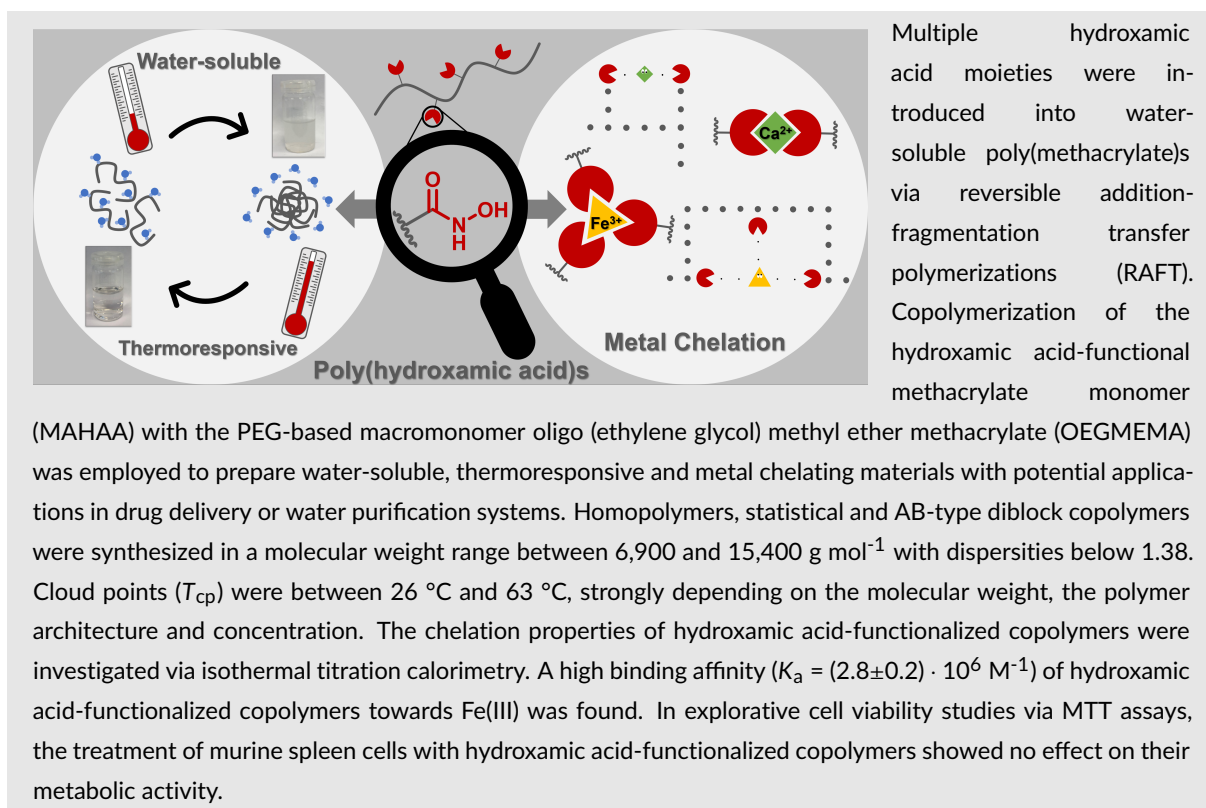 Water-soluble
Thermoresponsive
O
OH
N
H
Poly(hydroxamic acid)s
Ca2+
Fe3+
Metal Chelation
Multiple hydroxamic
acid moieties were in-
troduced into water-
soluble poly(methacrylate)s
via reversible addition-
fragmentation transfer
polymerizations (RAFT).
Copolymerization of the
hydroxamic acid-functional
methacrylate monomer
(MAHAA) with the PEG-based macromonomer oligo (ethylene glycol) methyl ether methacrylate (OEGMEMA)
was employed to prepare water-soluble, thermoresponsive and metal chelating materials with potential applica-
tions in drug delivery or water purification systems. Homopolymers, statistical and AB-type diblock copolymers
were synthesized in a molecular weight range between 6,900 and 15,400 g mol-1 with dispersities below 1.38.
Cloud points (Tcp) were between 26 °C and 63 °C, strongly depending on the molecular weight, the polymer
architecture and concentration. The chelation properties of hydroxamic acid-functionalized copolymers were
investigated via isothermal titration calorimetry. A high binding affinity (Ka = (2.8±0.2) · 106 M-1) of hydroxamic
acid-functionalized copolymers towards Fe(III) was found. In explorative cell viability studies via MTT assays,
the treatment of murine spleen cells with hydroxamic acid-functionalized copolymers showed no effect on their
metabolic activity.